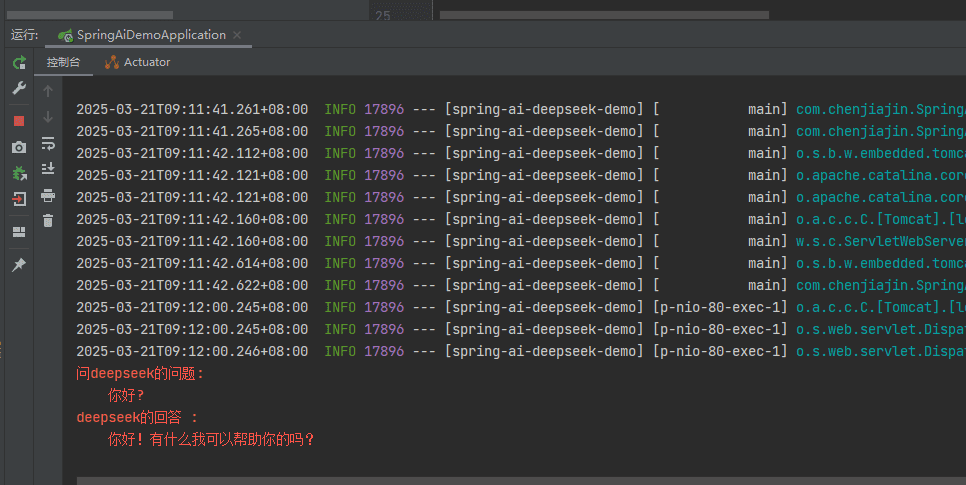 25
运行: SpringAiDemoApplication ×
控制台 Actuator
2025-03-21T09:11:41.261+08:00 INFO 17896 --- [spring-ai-deepseek-demo] [ main] com.chenjiajin.Spring
2025-03-21T09:11:41.265+08:00 INFO 17896 --- [spring-ai-deepseek-demo] [ main] com.chenjiajin.Spring
2025-03-21T09:11:42.112+08:00 INFO 17896 --- [spring-ai-deepseek-demo] [ main] o.s.b.w.embedded.tomc
2025-03-21T09:11:42.121+08:00 INFO 17896 --- [spring-ai-deepseek-demo] [ main] o.apache.catalina.cor
2025-03-21T09:11:42.121+08:00 INFO 17896 --- [spring-ai-deepseek-demo] [ main] o.apache.catalina.cor
2025-03-21T09:11:42.160+08:00 INFO 17896 --- [spring-ai-deepseek-demo] [ main] o.a.c.c.C.[Tomcat].[l
2025-03-21T09:11:42.160+08:00 INFO 17896 --- [spring-ai-deepseek-demo] [ main] w.s.c.ServletWebServe
2025-03-21T09:11:42.614+08:00 INFO 17896 --- [spring-ai-deepseek-demo] [ main] o.s.b.w.embedded.tomc
2025-03-21T09:11:42.622+08:00 INFO 17896 --- [spring-ai-deepseek-demo] [ main] com.chenjiajin.Spring
2025-03-21T09:12:00.245+08:00 INFO 17896 --- [spring-ai-deepseek-demo] [p-nio-80-exec-1] o.a.c.c.C.[Tomcat].[l
2025-03-21T09:12:00.245+08:00 INFO 17896 --- [spring-ai-deepseek-demo] [p-nio-80-exec-1] o.s.web.servlet.Dispa
2025-03-21T09:12:00.246+08:00 INFO 17896 --- [spring-ai-deepseek-demo] [p-nio-80-exec-1] o.s.web.servlet.Dispa
问deepseek的问题:
你好?
deepseek的回答 :
你好！有什么我可以帮助你的吗？